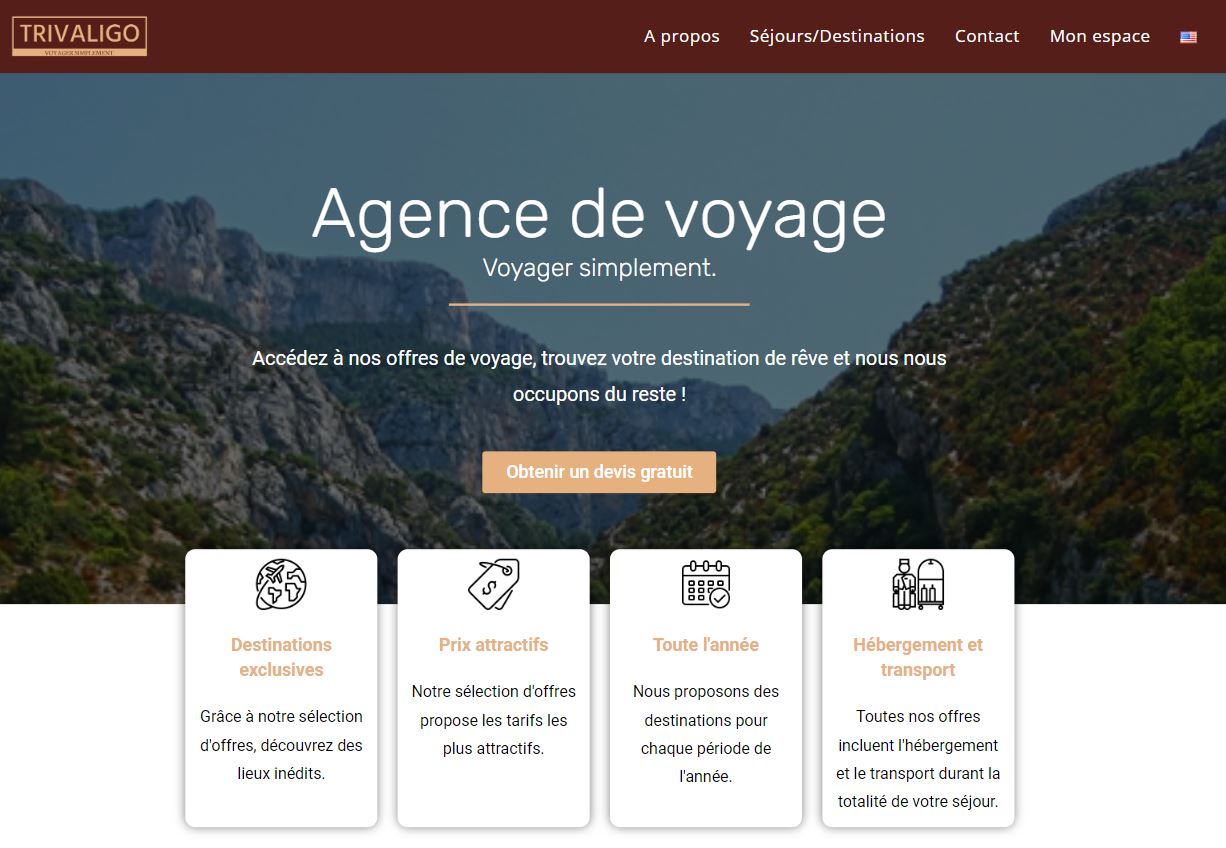 TRIVALIGO
VOYAGER SIMPLEMENT
A propos
Séjours/Destinations
Contact
Mon espace
Agence de voyage
Voyager simplement.
Accédez à nos offres de voyage, trouvez votre destination de rêve et nous nous
occupons du reste !
Obtenir un devis gratuit
Destinations
exclusives
Grâce à notre sélection
d'offres, découvrez des
lieux inédits.
Prix attractifs
Notre sélection d'offres
propose les tarifs les
plus attractifs.
Toute l'année
Nous proposons des
destinations pour
chaque période de
l'année.
Hébergement et
transport
Toutes nos offres
incluent l'hébergement
et le transport durant la
totalité de votre séjour.